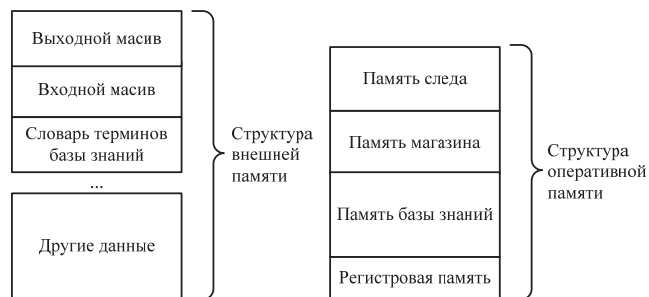 Выходной масив
Входной масив
Словарь терминов
базы знаний
...
Другие данные
Структура
внешней
памяти
Память следа
Память магазина
Память базы знаний
Регистровая память
Структура
оперативной
памяти